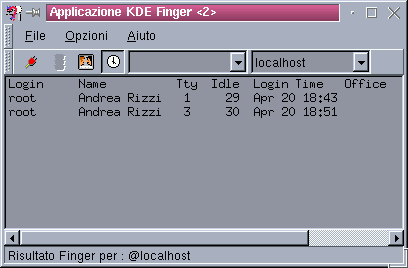 Applicazione KDE Finger <2>
File Opzioni Aiuto
localhost
Login Name Tty Idle Login Time Office
root Andrea Rizzi 1 29 Apr 20 18:43
root Andrea Rizzi 3 30 Apr 20 18:51
Risultato Finger per : @localhost